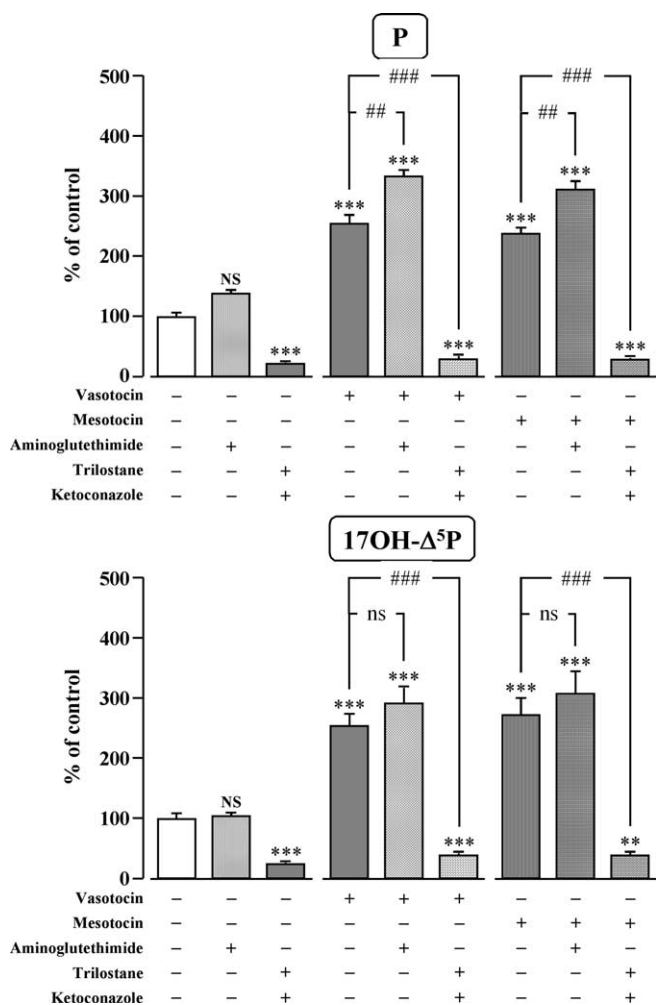 P
% of control
500
### ###
## ##
400
*** ***
300
*** ***
200
NS
100
*** *** ***
0
Vasotocin – – – + + + – – –
Mesotocin – – – – – – + + +
Aminoglutethimide – + – – + – – + –
Trilostane – – + – – + – – +
Ketoconazole – – + – – + – – +
17OH-Δ⁵P
% of control
500
### ###
ns ns
400
*** ***
300
*** ***
200
NS
100
*** *** **
0
Vasotocin – – – + + + – – –
Mesotocin – – – – – – + + +
Aminoglutethimide – + – – + – – + –
Trilostane – – + – – + – – +
Ketoconazole – – + – – + – – +